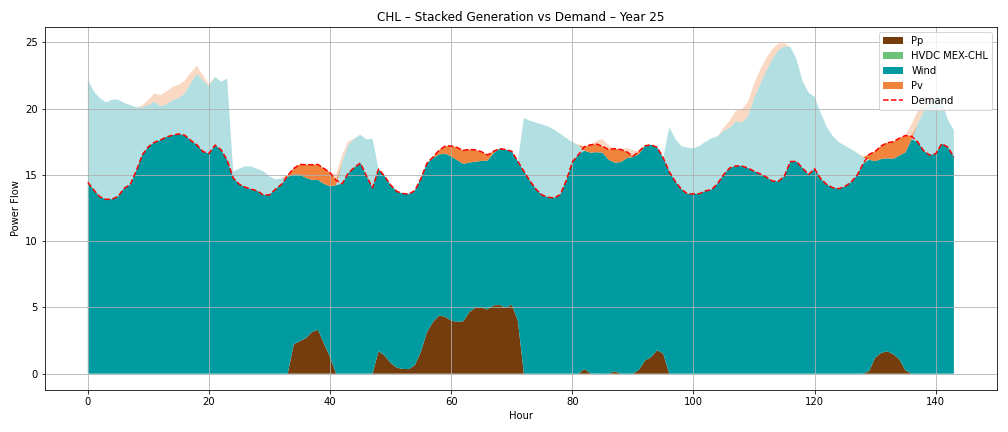 CHL – Stacked Generation vs Demand – Year 25
Power Flow
25
20
15
10
5
0
0
20
40
60
80
100
120
140
Hour
Pp
HVDC MEX-CHL
Wind
Pv
Demand